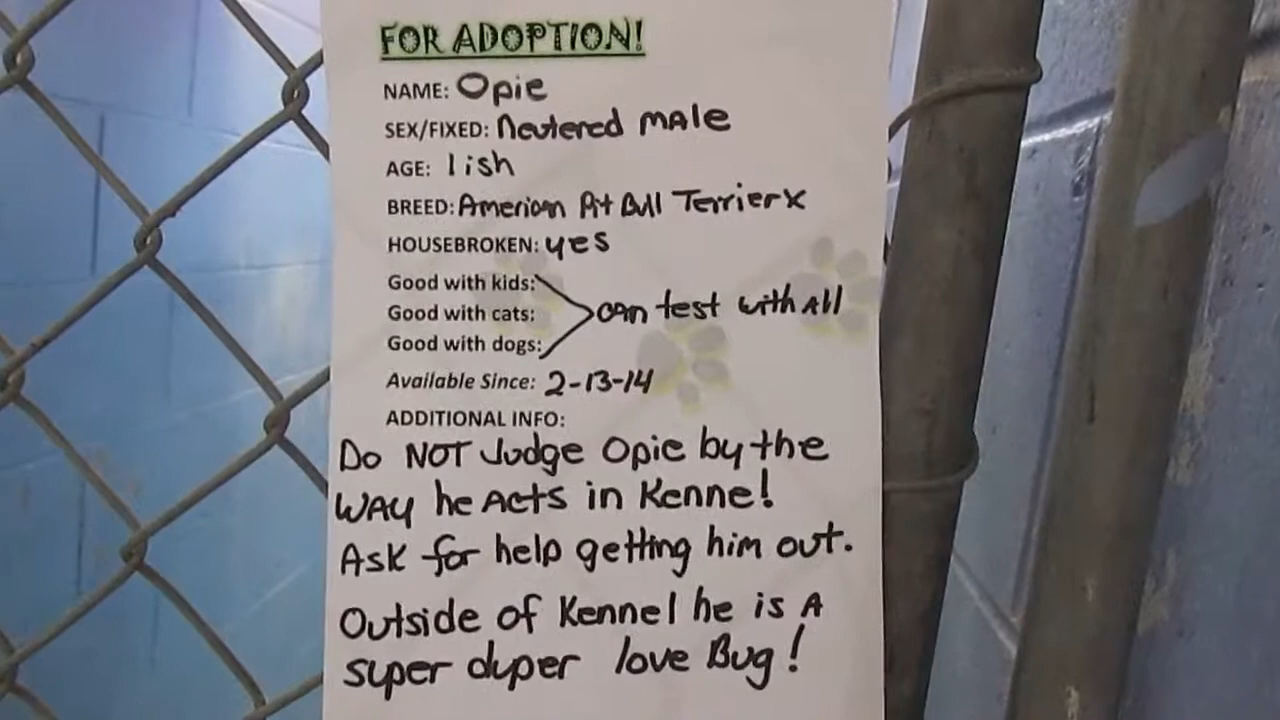 FOR ADOPTION!
NAME: Opie
SEX/FIXED: Neutered MAle
AGE: 1ish
BREED: American Pit Bull Terrier x
HOUSEBROKEN: yes
Good with kids:
Good with cats: can test with All
Good with dogs:
Available Since: 2-13-14
ADDITIONAL INFO:
Do NOT Judge Opie by the
WAY he Acts in Kenne!
Ask for help getting him out.
Outside of Kennel he is A
super duper love Bug!